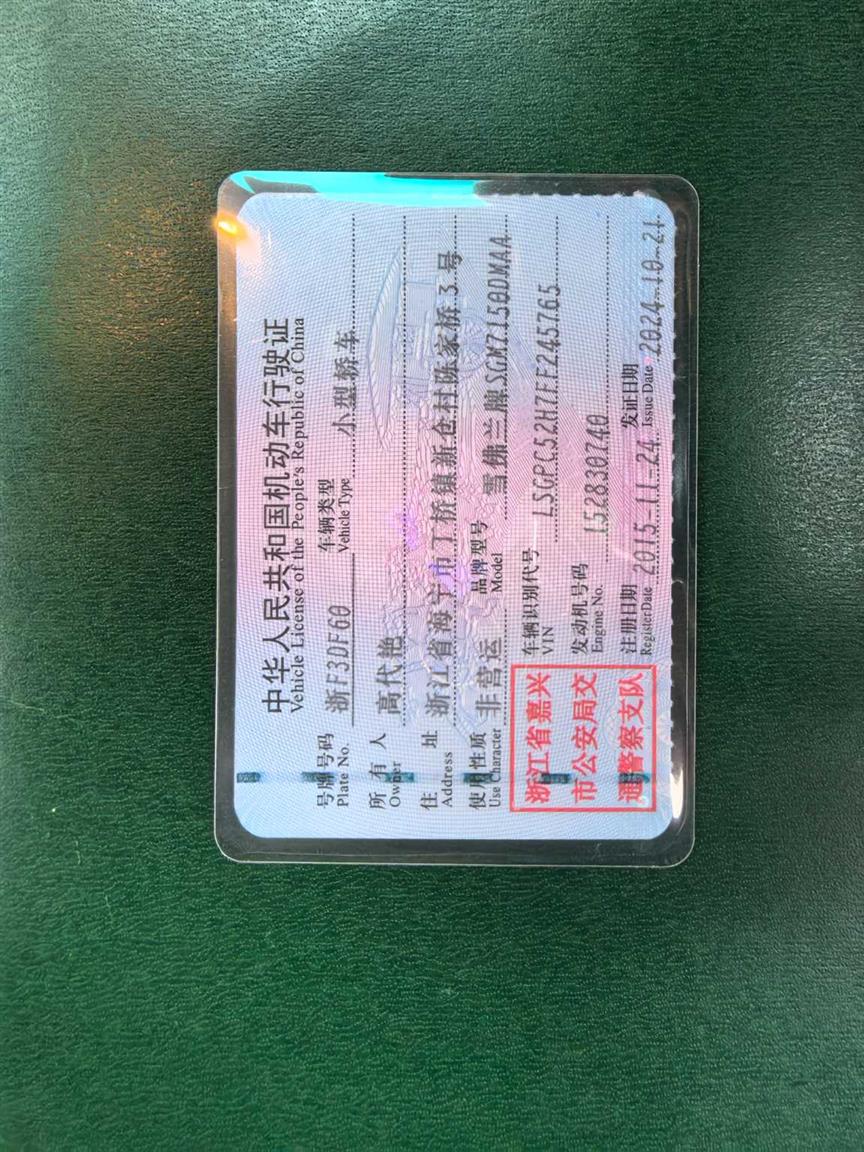 中华人民共和国机动车行驶证
Vehicle License of the People's Republic of China
号牌号码 浙F3DF60 车辆类型 小型轿车
Plate No. Vehicle Type
所有人 高代艳
Owner
住址 浙江省海宁市丁桥镇新仓村陈家桥3号
Address
使用性质 非营运 品牌型号 雪佛兰牌SGM7150DMAA
Use Character Model
车辆识别代号 LSGPC52H7FF245765
VIN
发动机号码 152830740
Engine No.
注册日期 2015-11-24 发证日期 2024-10-21
Register Date Issue Date
浙江省嘉兴
市公安局交
通警察支队